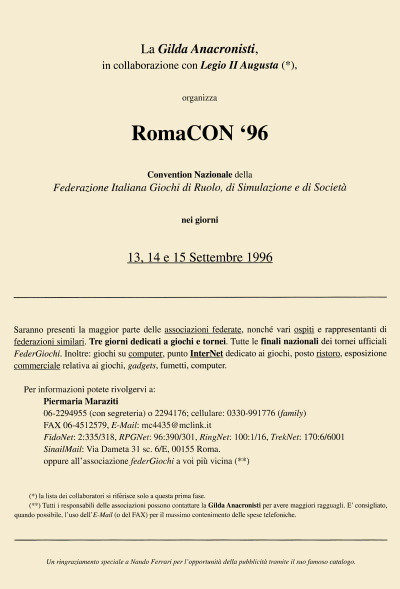 La Gilda Anacronisti,
in collaborazione con Legio II Augusta (*),
organizza
RomaCON ‘96
Convention Nazionale della
Federazione Italiana Giochi di Ruolo, di Simulazione e di Società
nei giorni
13, 14 e 15 Settembre 1996
Saranno presenti la maggior parte delle associazioni federate, nonché vari ospiti e rappresentanti di
federazioni similari. Tre giorni dedicati a giochi e tornei. Tutte le finali nazionali dei tornei ufficiali
FederGiochi. Inoltre: giochi su computer, punto InterNet dedicato ai giochi, posto ristoro, esposizione
commerciale relativa ai giochi, gadgets, fumetti, computer.
Per informazioni potete rivolgervi a:
Piermaria Maraziti
06-2294955 (con segreteria) o 2294176; cellulare: 0330-991776 (family)
FAX 06-4512579, E-Mail: mc4435@mclink.it
FidoNet: 2:335/318, RPGNet: 96:390/301, RingNet: 100:1/16, TrekNet: 170:6/6001
SinailMail: Via Dameta 31 sc. 6/E, 00155 Roma.
oppure all'associazione federGiochi a voi più vicina (**)
(*) la lista dei collaboratori si riférisce solo a questa prima fase.
(**) Tutti i responsabili delle associazioni possono contattare la Gilda Anacronisti per avere maggiori ragguagli. E' consigliato,
quando possibile, l'uso dell'E-Mail (o del FAX) per il massimo contenimento delle spese telefoniche.
Un ringraziamento speciale a Nando Ferrari per l'opportunità della pubblicità tramite il suo famoso catalogo.